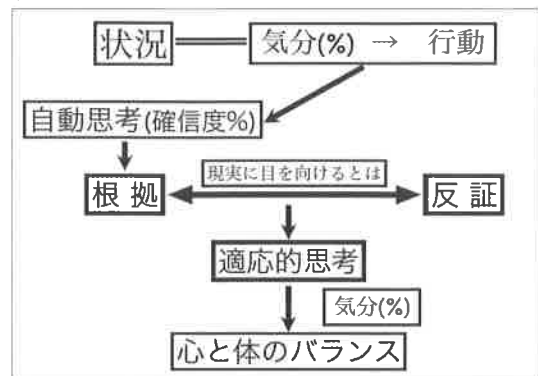 状況 気分(%) → 行動
自動思考(確信度%)
現実に目を向けるとは
根拠 反証
適応的思考
気分(%)
心と体のバランス